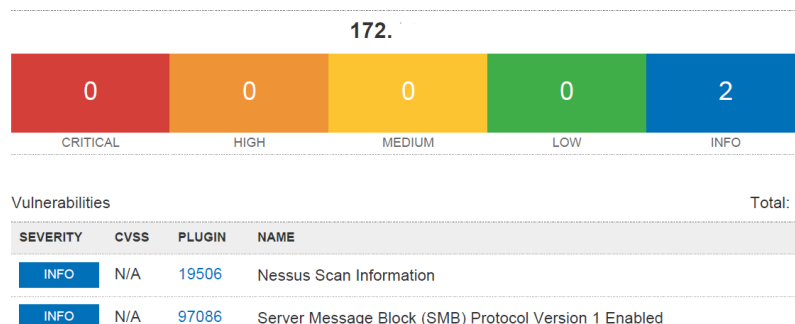 172.
0 0 0 0 2
CRITICAL HIGH MEDIUM LOW INFO
Vulnerabilities Total:
SEVERITY CVSS PLUGIN NAME
INFO N/A 19506 Nessus Scan Information
INFO N/A 97086 Server Message Block (SMB) Protocol Version 1 Enabled